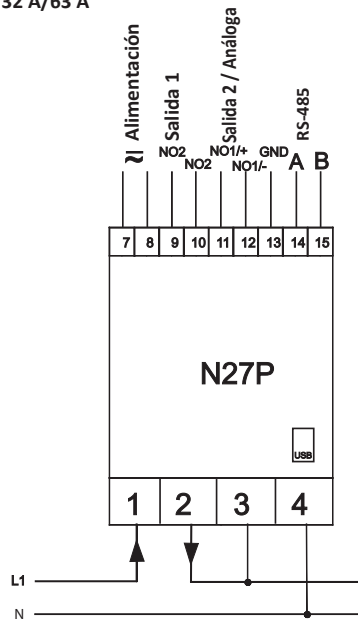 32 A/63 A
Alimentación
Salida 1
Salida 2 / Análoga
RS-485
≂
NO2
NO2
NO1/+
NO1/-
GND
A
B
7 8 9 10 11 12 13 14 15
N27P
USB
1 2 3 4
L1
N